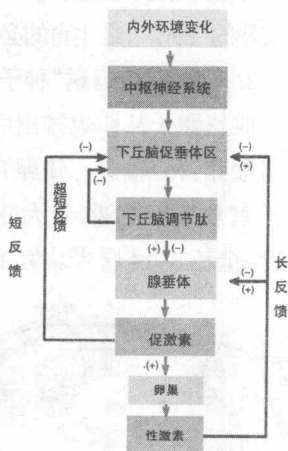 内外环境变化
中枢神经系统
(−)
下丘脑促垂体区
(−)
(+)
(−)
超短反馈
短反馈
下丘脑调节肽
(+)
(−)
长反馈
腺垂体
(−)
(+)
促激素
.(+)
卵巢
性激素